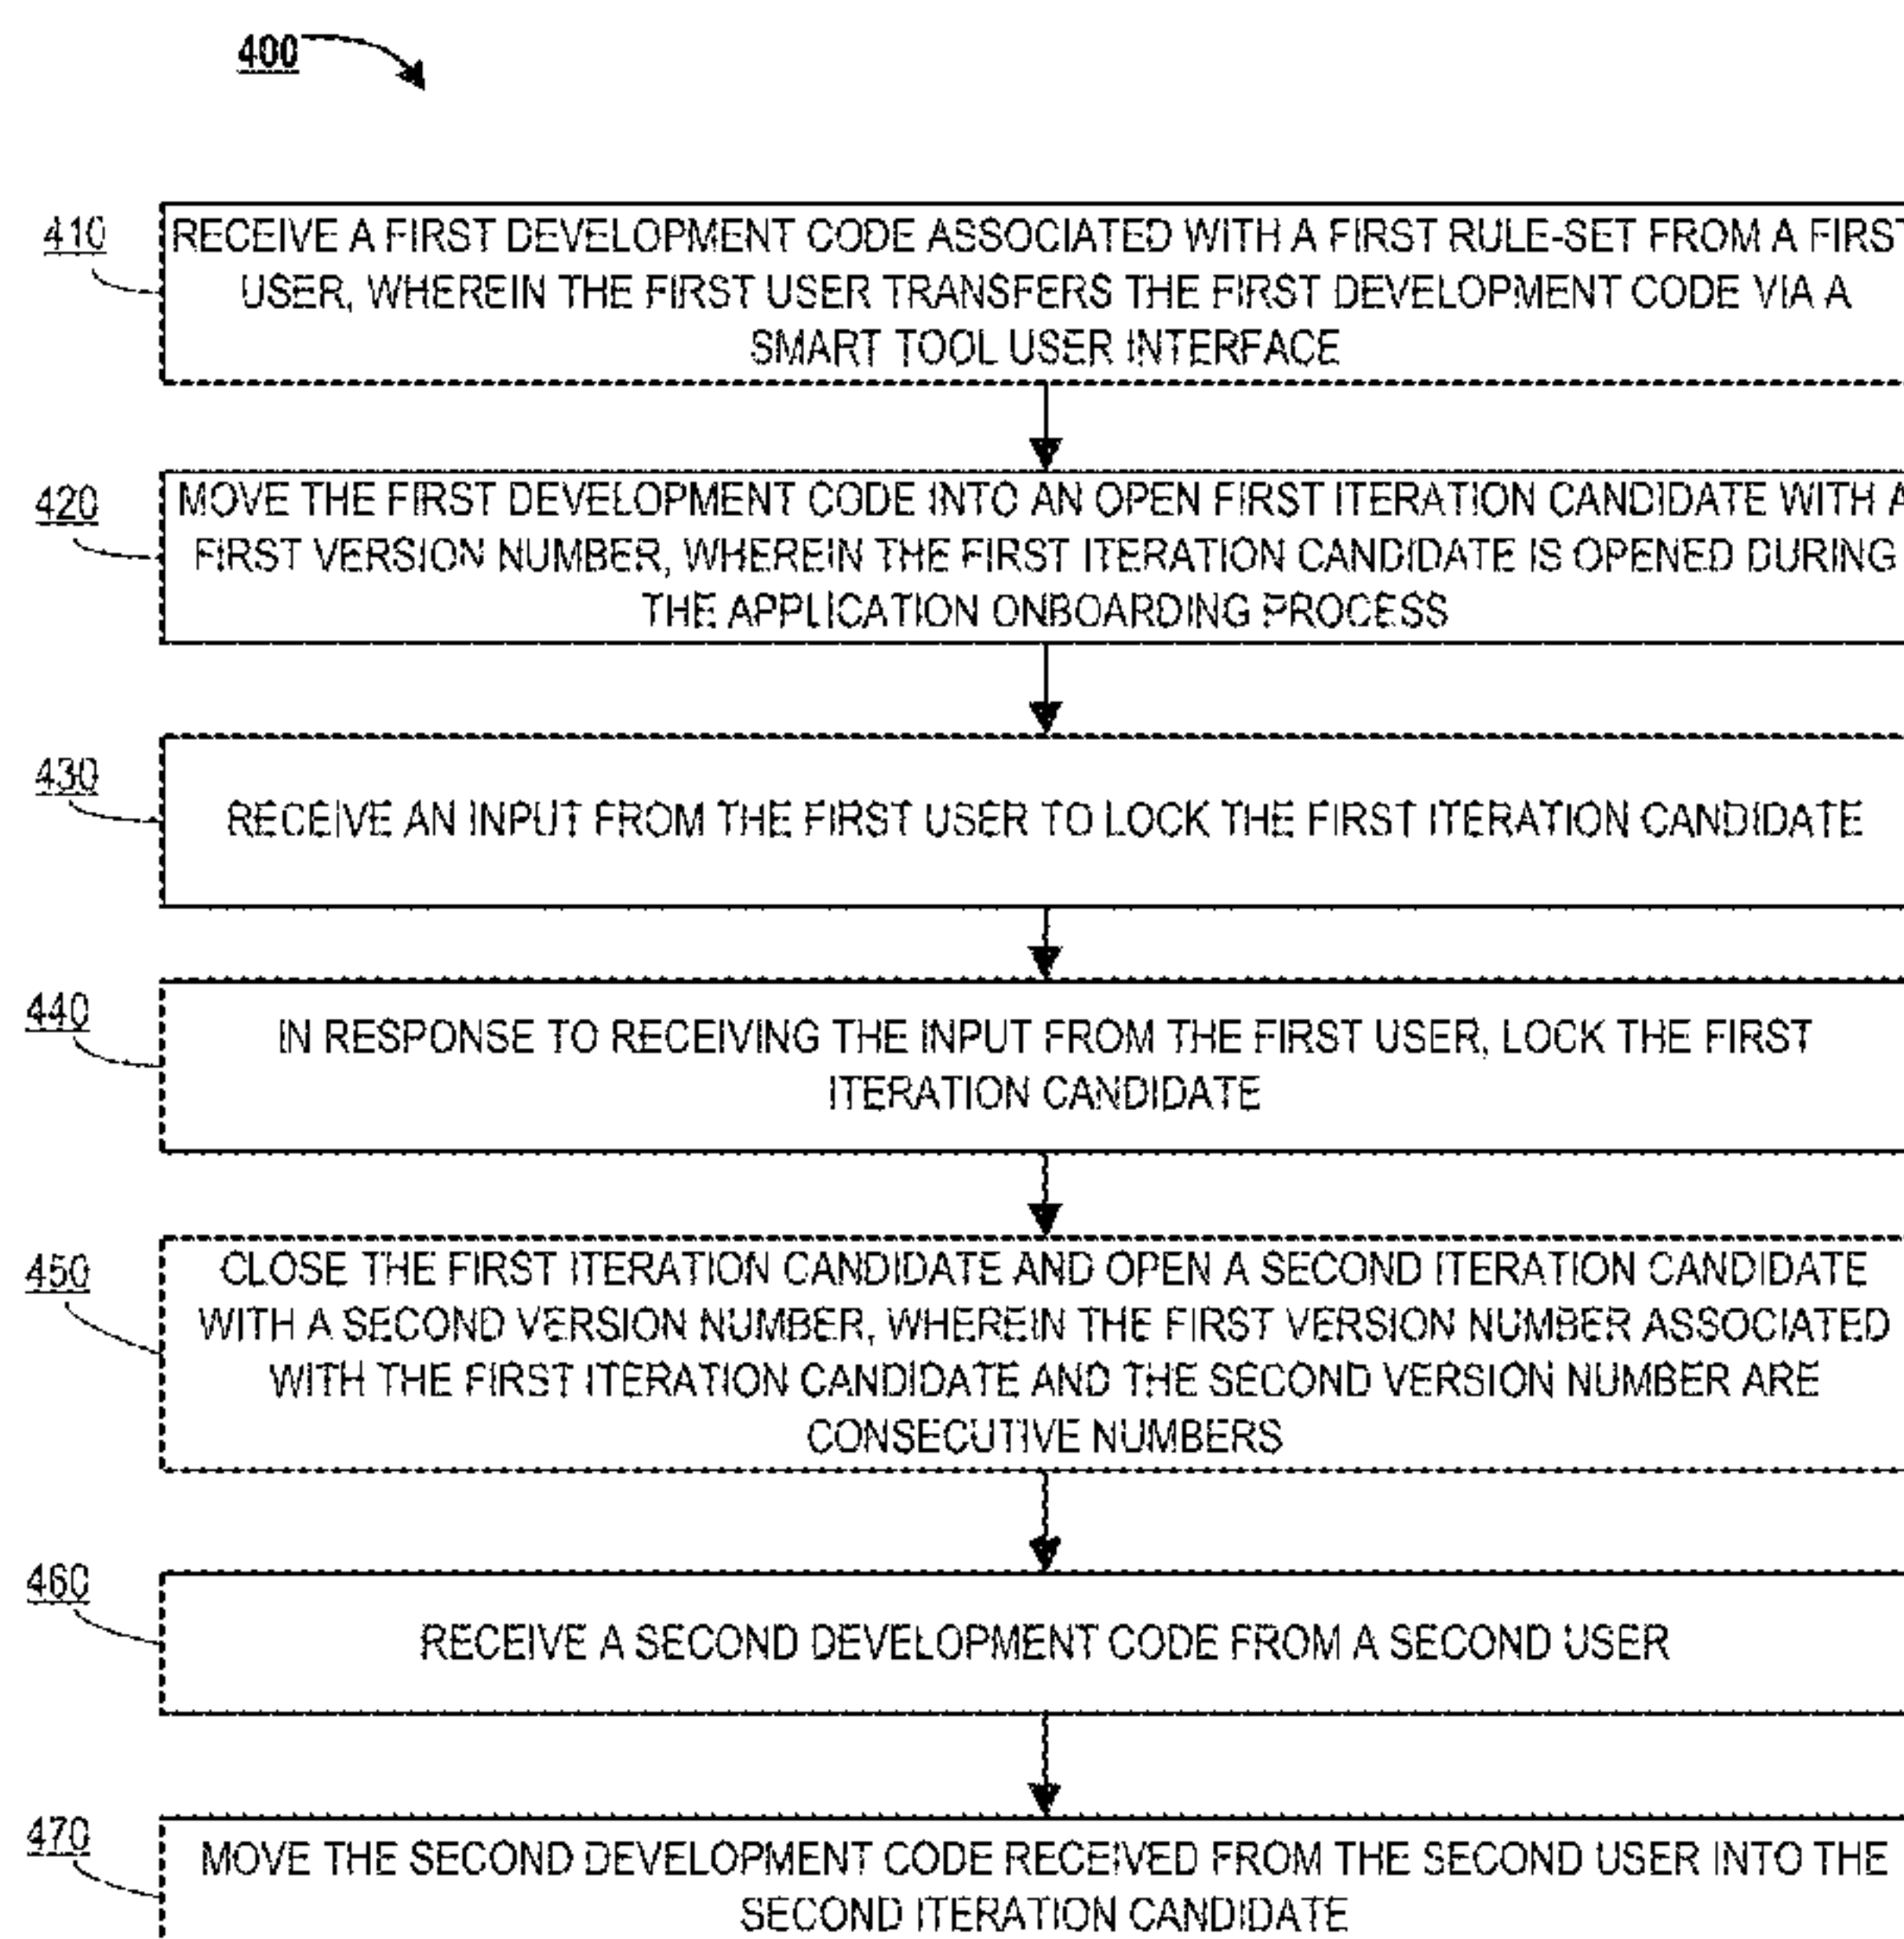 400
410
RECEIVE A FIRST DEVELOPMENT CODE ASSOCIATED WITH A FIRST RULE-SET FROM A FIRST
USER, WHEREIN THE FIRST USER TRANSFERS THE FIRST DEVELOPMENT CODE VIA A
SMART TOOL USER INTERFACE
420
MOVE THE FIRST DEVELOPMENT CODE INTO AN OPEN FIRST ITERATION CANDIDATE WITH A
FIRST VERSION NUMBER, WHEREIN THE FIRST ITERATION CANDIDATE IS OPENED DURING
THE APPLICATION ONBOARDING PROCESS
430
RECEIVE AN INPUT FROM THE FIRST USER TO LOCK THE FIRST ITERATION CANDIDATE
440
IN RESPONSE TO RECEIVING THE INPUT FROM THE FIRST USER, LOCK THE FIRST
ITERATION CANDIDATE
450
CLOSE THE FIRST ITERATION CANDIDATE AND OPEN A SECOND ITERATION CANDIDATE
WITH A SECOND VERSION NUMBER, WHEREIN THE FIRST VERSION NUMBER ASSOCIATED
WITH THE FIRST ITERATION CANDIDATE AND THE SECOND VERSION NUMBER ARE
CONSECUTIVE NUMBERS
460
RECEIVE A SECOND DEVELOPMENT CODE FROM A SECOND USER
470
MOVE THE SECOND DEVELOPMENT CODE RECEIVED FROM THE SECOND USER INTO THE
SECOND ITERATION CANDIDATE